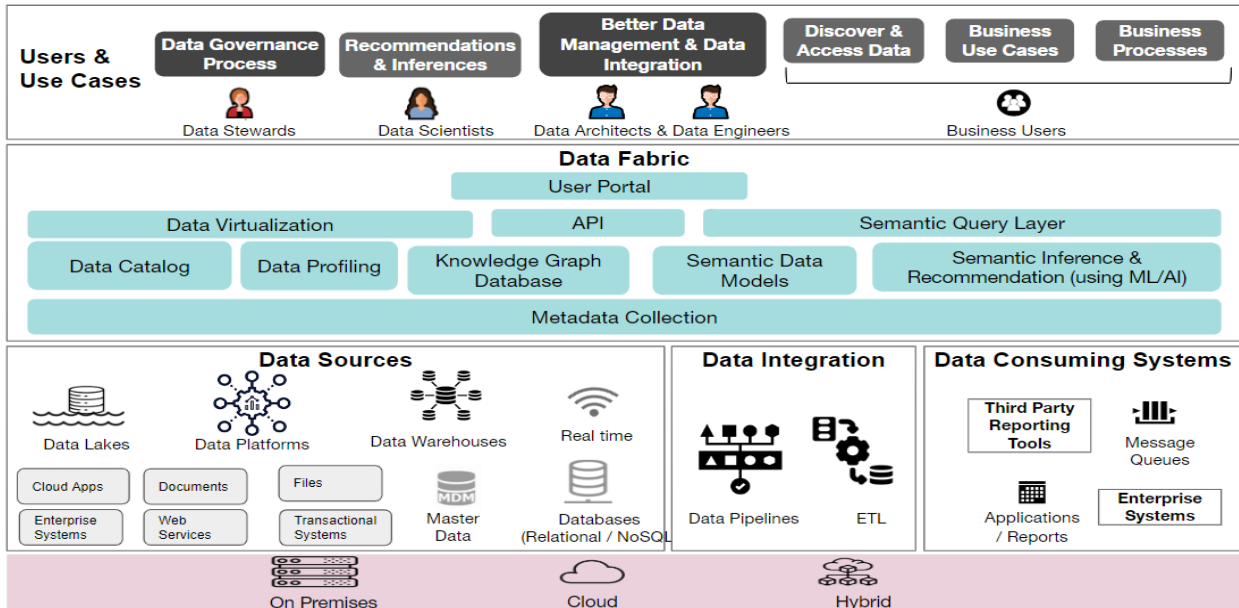 Users &
Use Cases
Data Governance
Process
Recommendations
& Inferences
Better Data
Management & Data
Integration
Discover &
Access Data
Business
Use Cases
Business
Processes
Data Stewards
Data Scientists
Data Architects & Data Engineers
Business Users
Data Fabric
User Portal
Data Virtualization
API
Semantic Query Layer
Data Catalog
Data Profiling
Knowledge Graph
Database
Semantic Data
Models
Semantic Inference &
Recommendation (using ML/AI)
Metadata Collection
Data Sources
Data Lakes
Data Platforms
Data Warehouses
Real time
Cloud Apps
Documents
Files
Enterprise
Systems
Web
Services
Transactional
Systems
MDM
Master
Data
Databases
(Relational / NoSQL
Data Integration
Data Pipelines
ETL
Data Consuming Systems
Third Party
Reporting
Tools
Message
Queues
Applications
/ Reports
Enterprise
Systems
On Premises
Cloud
Hybrid